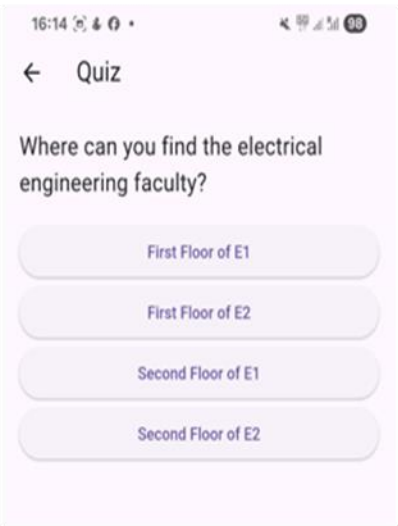 16:14
98
Quiz
Where can you find the electrical
engineering faculty?
First Floor of E1
First Floor of E2
Second Floor of E1
Second Floor of E2